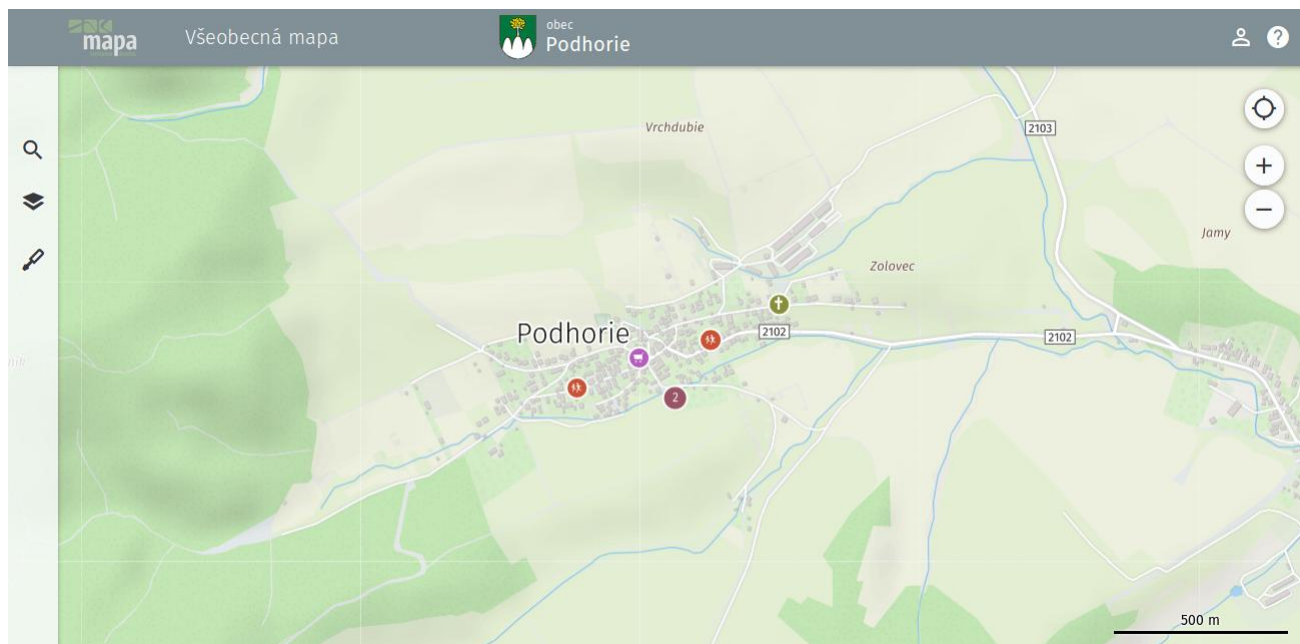 mapa
Všeobecná mapa
obec
Podhorie
Vrchdubie
2103
Jamy
Zolovec
Podhorie
2102
2102
2
500 m